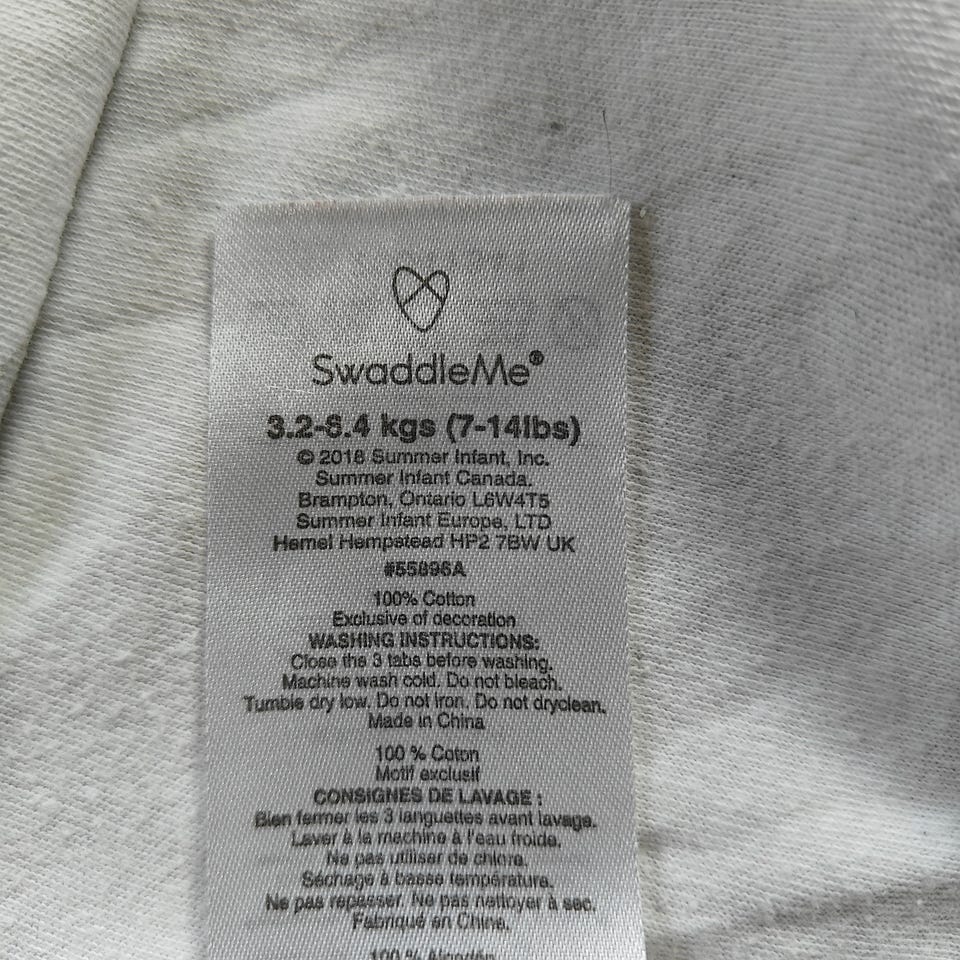 SwaddleMe®
3.2-6.4 kgs (7-14lbs)
© 2018 Summer Infant, Inc.
Summer Infant Canada.
Brampton, Ontario L6W4T5
Summer Infant Europe, LTD
Hemel Hempstead HP2 7BW UK
#55896A
100% Cotton
Exclusive of decoration
WASHING INSTRUCTIONS:
Close the 3 tabs before washing.
Machine wash cold. Do not bleach.
Tumble dry low. Do not iron. Do not dryclean.
Made in China
100 % Coton
Motif exclusif
CONSIGNES DE LAVAGE :
Bien fermer les 3 languettes avant lavage.
Laver à la machine à l'eau froide.
Ne pas utiliser de chlore.
Séchage à basse température.
Ne pas repasser. Ne pas nettoyer à sec.
Fabriqué en Chine.
100 % Algodón